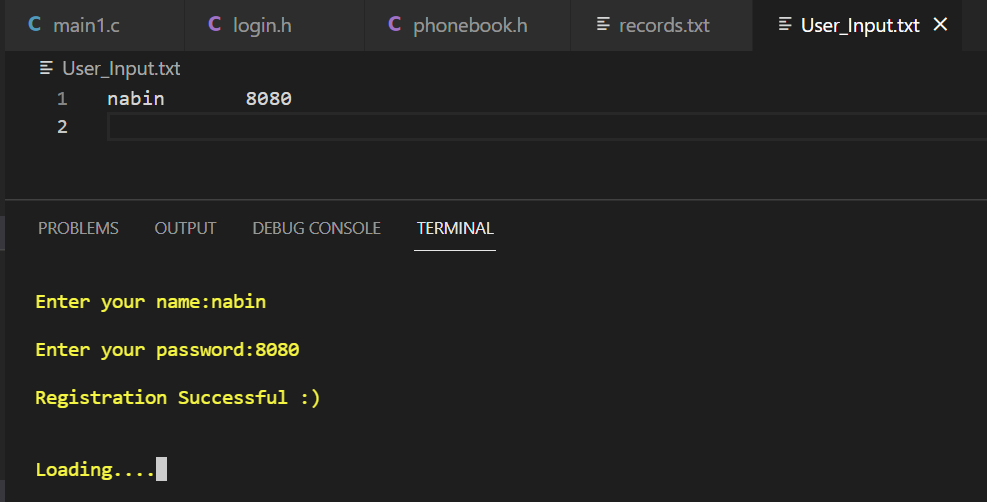 C main1.c C login.h C phonebook.h records.txt User_Input.txt
User_Input.txt
1 nabin 8080
2
PROBLEMS OUTPUT DEBUG CONSOLE TERMINAL
Enter your name:nabin
Enter your password:8080
Registration Successful :)
Loading....